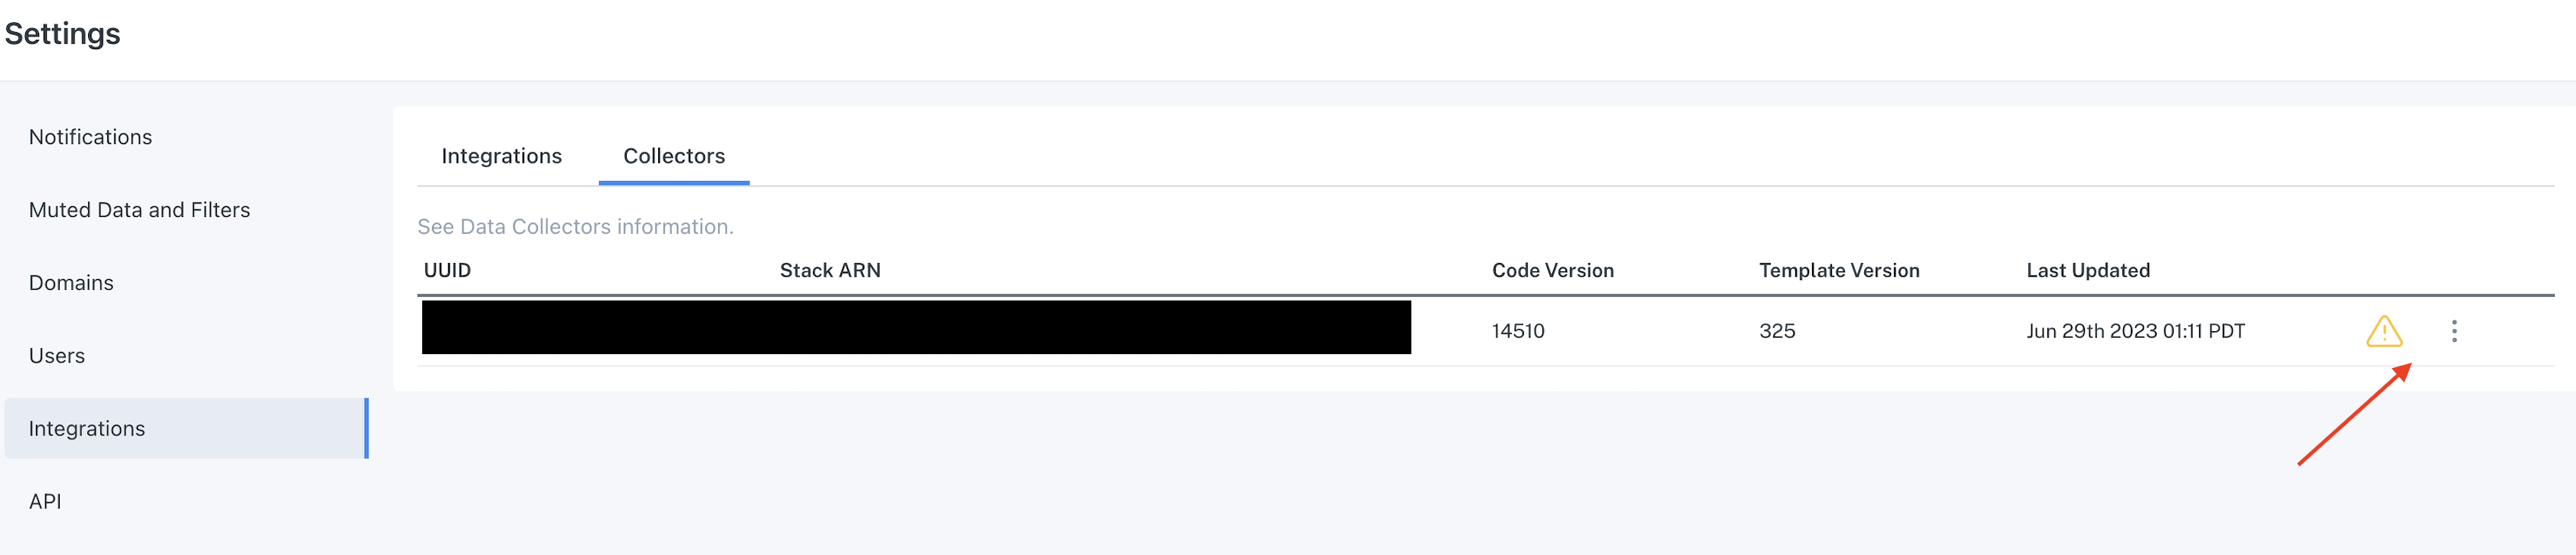 Settings
Notifications
Muted Data and Filters
Domains
Users
Integrations
API
Integrations Collectors
See Data Collectors information.
UUID Stack ARN Code Version Template Version Last Updated
14510 325 Jun 29th 2023 01:11 PDT